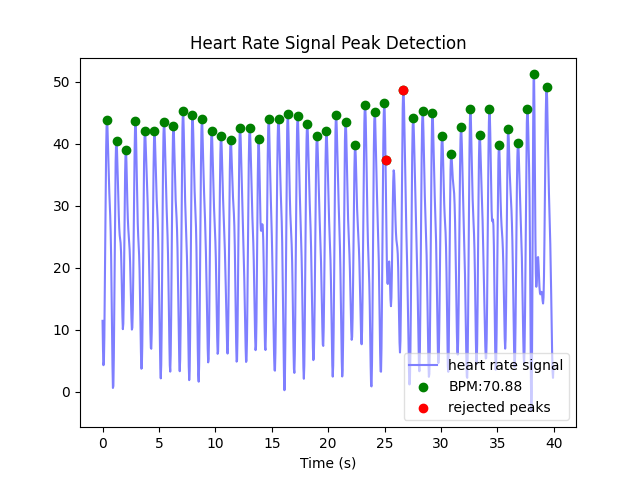 Heart Rate Signal Peak Detection
50
40
30
20
10
0
0 5 10 15 20 25 30 35 40
Time (s)
heart rate signal
BPM:70.88
rejected peaks